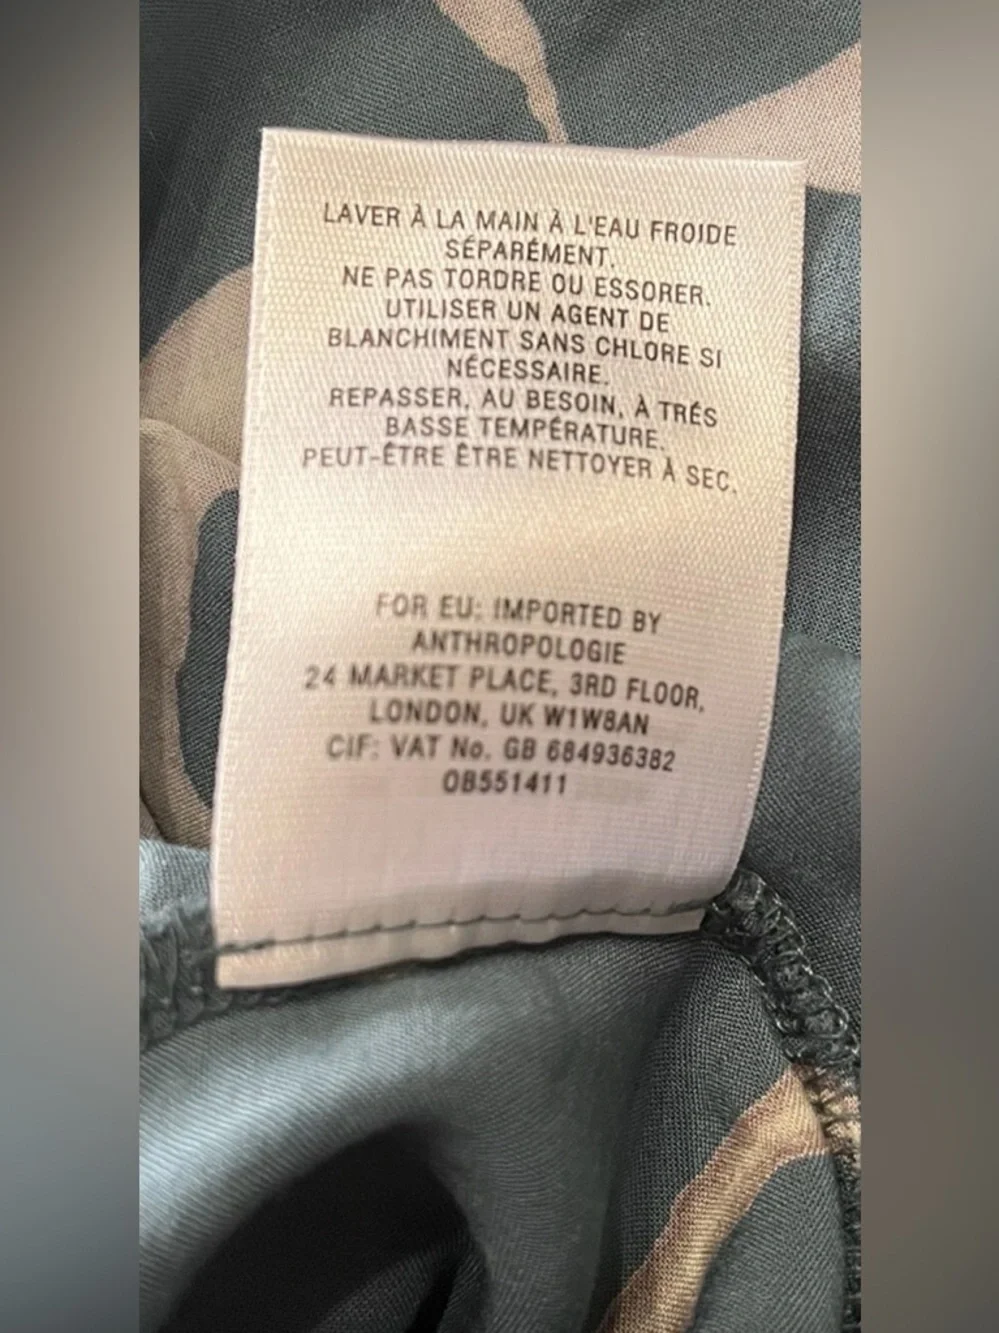 LAVER À LA MAIN À L'EAU FROIDE
SÉPARÉMENT.
NE PAS TORDRE OU ESSORER.
UTILISER UN AGENT DE
BLANCHIMENT SANS CHLORE SI
NÉCESSAIRE.
REPASSER, AU BESOIN, À TRÉS
BASSE TEMPÉRATURE.
PEUT-ÊTRE ÊTRE NETTOYER À SEC.
FOR EU: IMPORTED BY
ANTHROPOLOGIE
24 MARKET PLACE, 3RD FLOOR,
LONDON, UK W1W8AN
CIF: VAT No. GB 684936382
OB551411